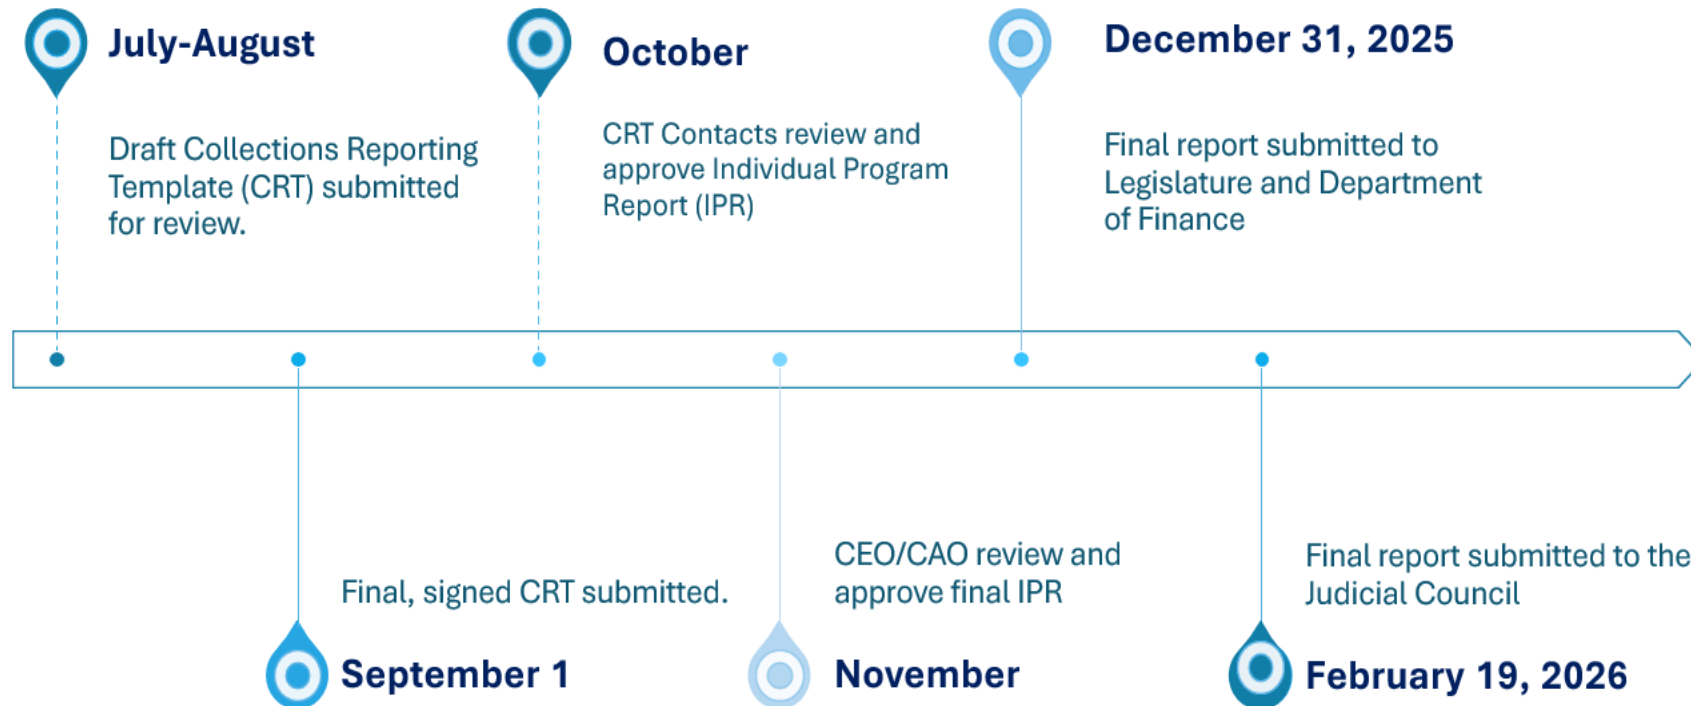 July-August
Draft Collections Reporting
Template (CRT) submitted
for review.
October
CRT Contacts review and
approve Individual Program
Report (IPR)
December 31, 2025
Final report submitted to
Legislature and Department
of Finance
Final, signed CRT submitted.
September 1
CEO/CAO review and
approve final IPR
November
Final report submitted to the
Judicial Council
February 19, 2026